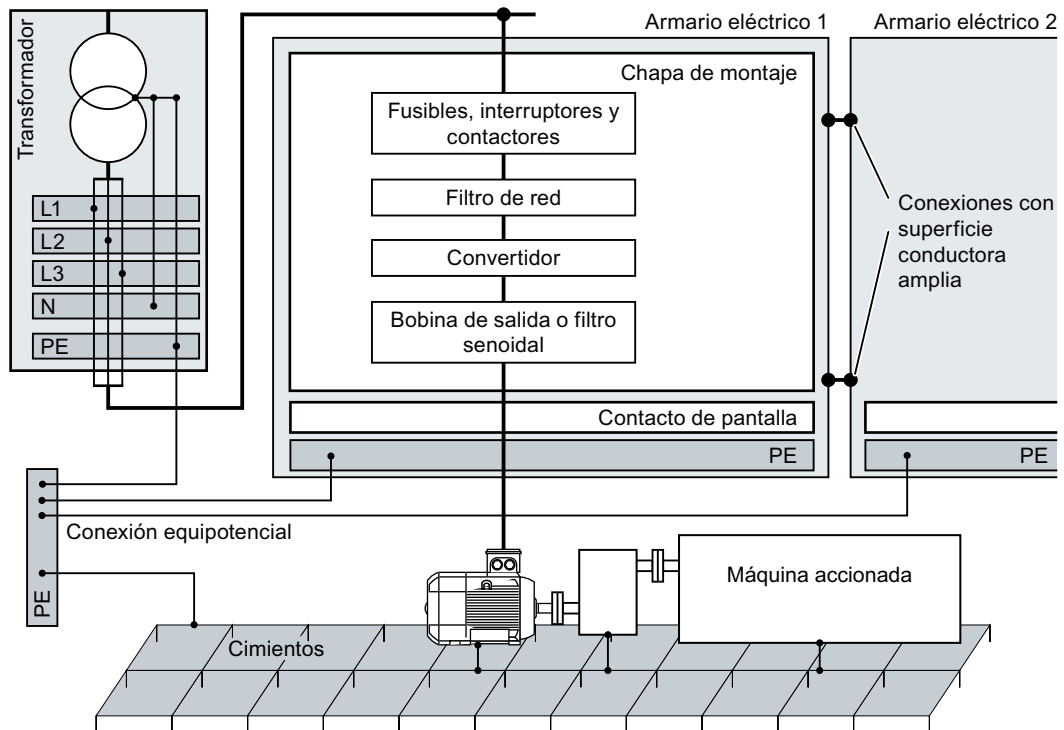 Transformador
L1
L2
L3
N
PE
Armario eléctrico 1
Chapa de montaje
Fusibles, interruptores y
contactores
Filtro de red
Convertidor
Bobina de salida o filtro
senoidal
Contacto de pantalla
PE
Armario eléctrico 2
Conexiones con
superficie
conductora
amplia
PE
Conexión equipotencial
PE
Máquina accionada
Cimientos